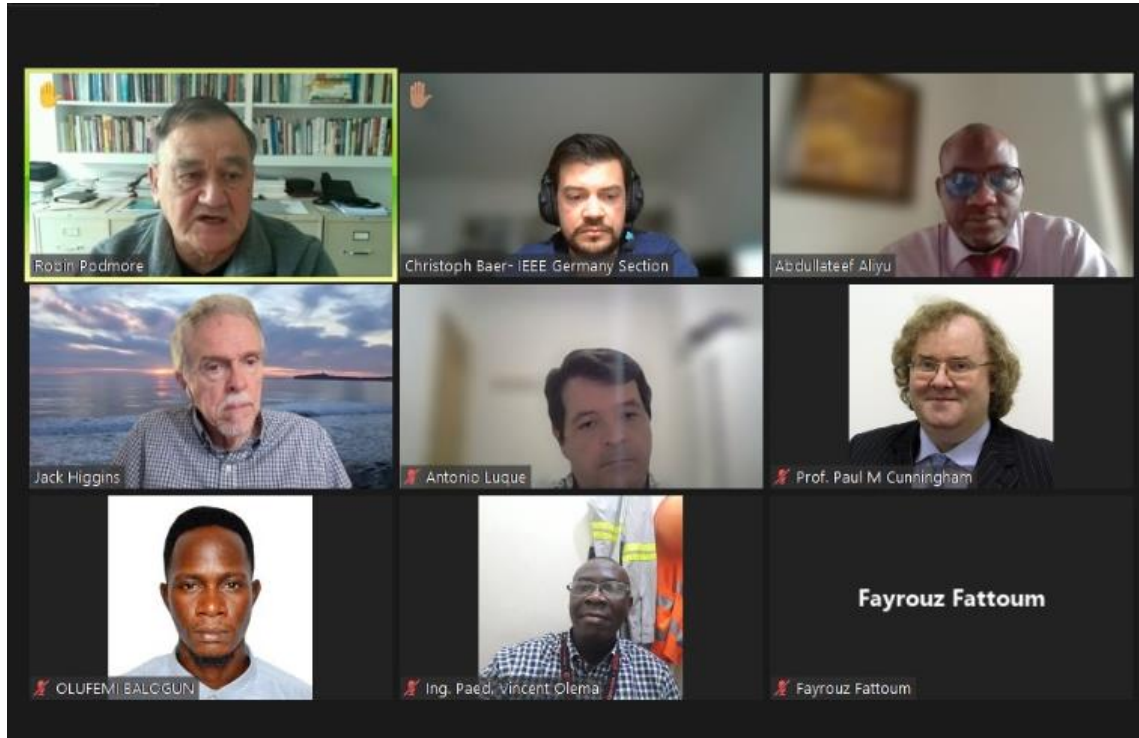 Robin Podmore
Christoph Baer- IEEE Germany Section
Abdullateef Aliyu
Jack Higgins
Antonio Luque
Prof. Paul M Cunningham
OLUFEMI BALOGUN
Ing. Paed, Vincent Olema
Fayrouz Fattoum
Fayrouz Fattoum